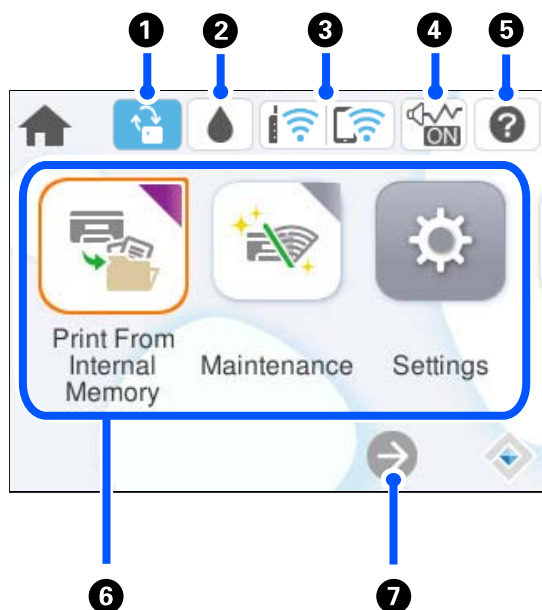 1 2 3 4 5
ON ?
Print From
Internal
Memory
Maintenance
Settings
6 7